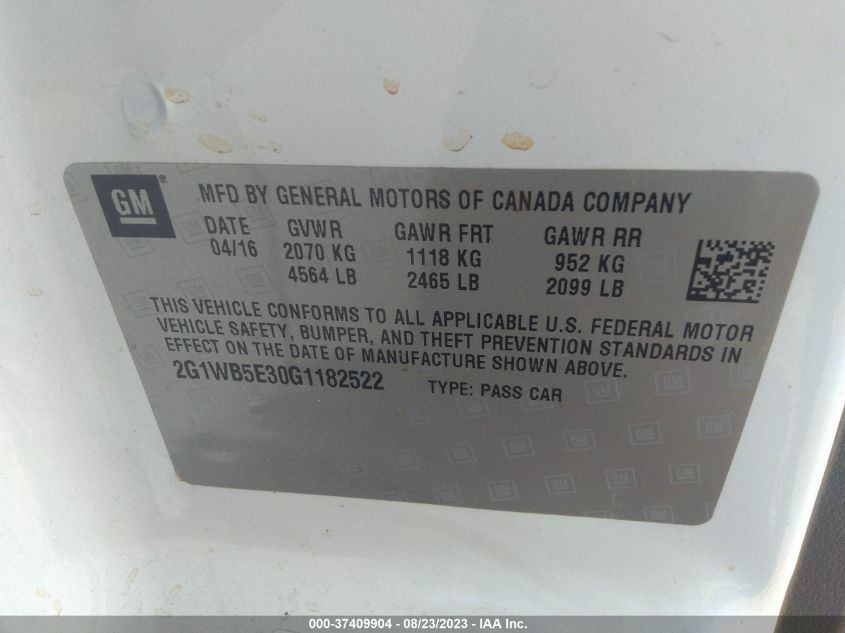 GM
®
MFD BY GENERAL MOTORS OF CANADA COMPANY
DATE GVWR GAWR FRT GAWR RR
04/16 2070 KG 1118 KG 952 KG
4564 LB 2465 LB 2099 LB
THIS VEHICLE CONFORMS TO ALL APPLICABLE U.S. FEDERAL MOTOR
VEHICLE SAFETY, BUMPER, AND THEFT PREVENTION STANDARDS IN
EFFECT ON THE DATE OF MANUFACTURE SHOWN ABOVE.
2G1WB5E30G1182522 TYPE: PASS CAR
000-37409904 - 08/23/2023 - IAA Inc.